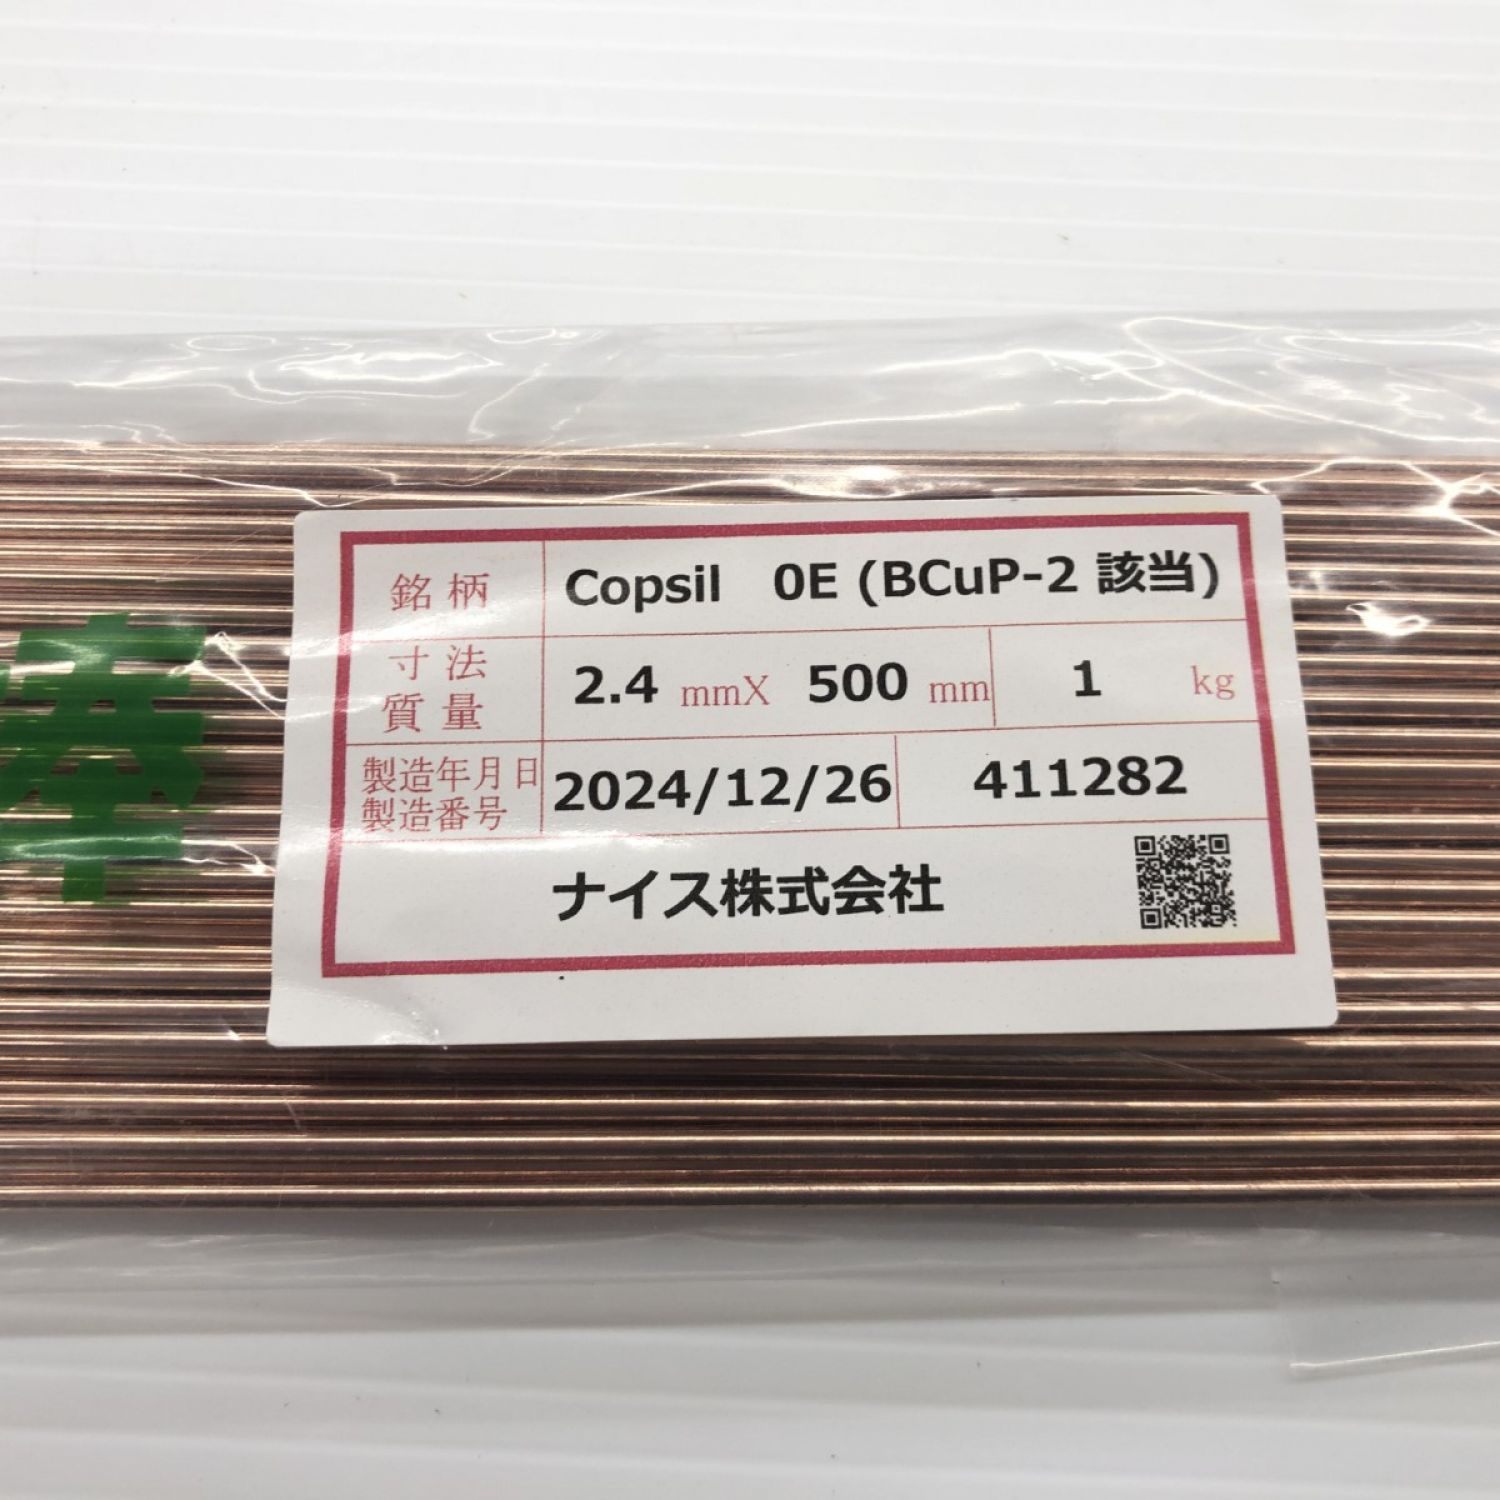 銘柄 Copsil 0E (BCuP-2 該当)
寸法 質量 2.4 mmX 500 mm 1 kg
製造年月日 製造番号 2024/12/26 411282
ナイス株式会社